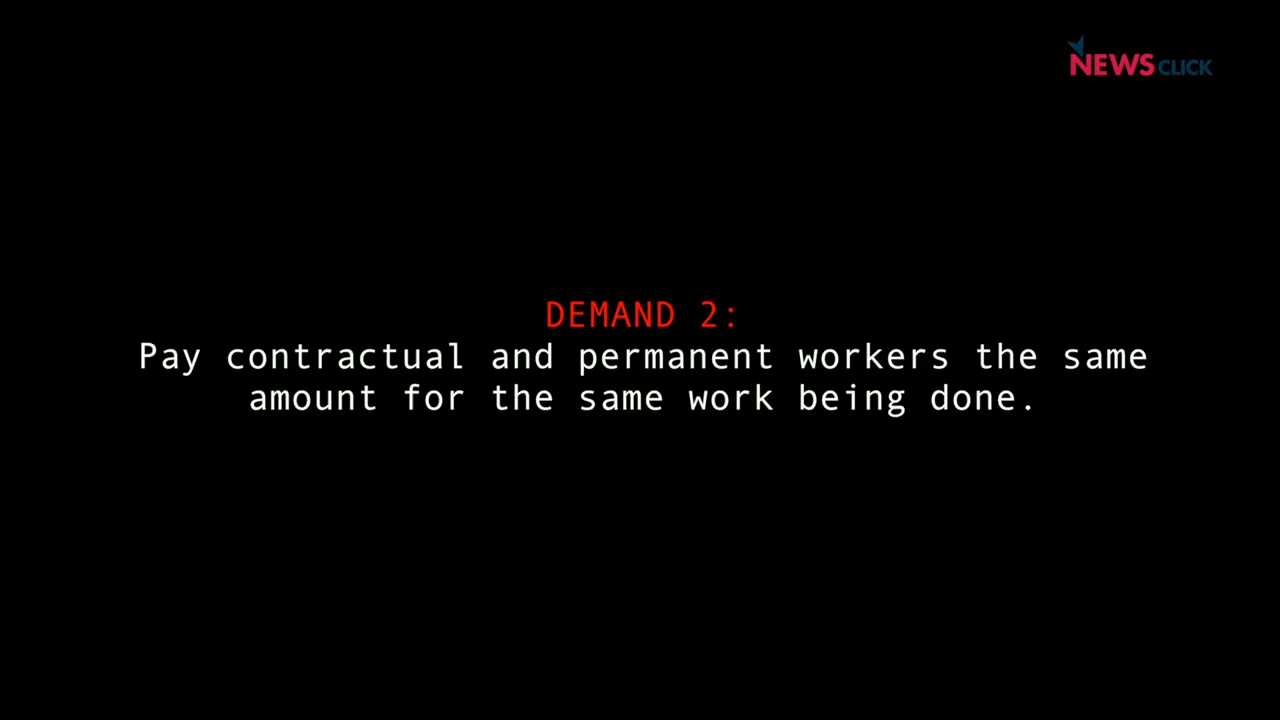 NEWSCLICK
DEMAND 2:
Pay contractual and permanent workers the same
amount for the same work being done.